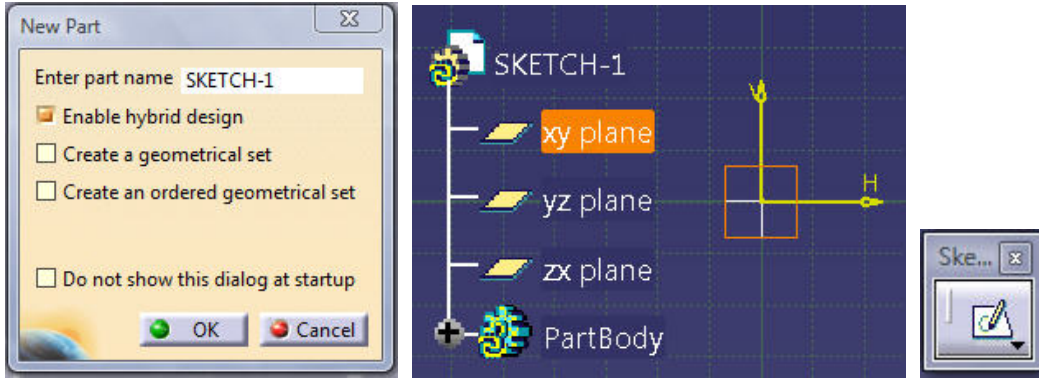 New Part
Enter part name SKETCH-1
Enable hybrid design
Create a geometrical set
Create an ordered geometrical set
Do not show this dialog at startup
OK Cancel
SKETCH-1
xy plane
yz plane
zx plane
PartBody
V
H
Ske...